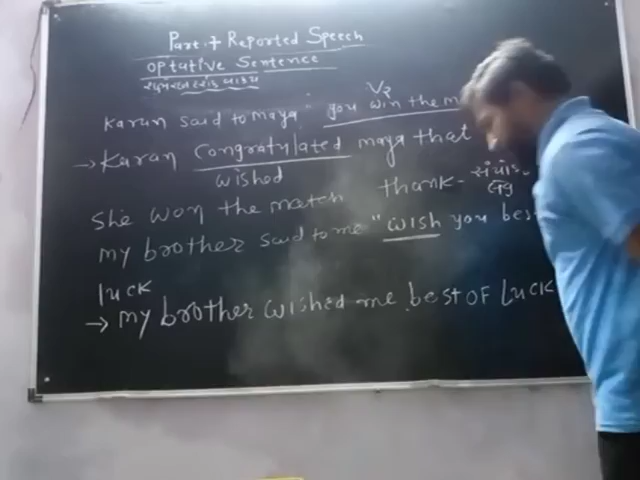 Part.7 Reported Speech
optative Sentence
V2
Karan said to maya "you win the m
→ Karan Congratulated maya that
wished
She won the match thank -
my brother said to me "wish you bes
luck
→ my brother wished me best of Luck